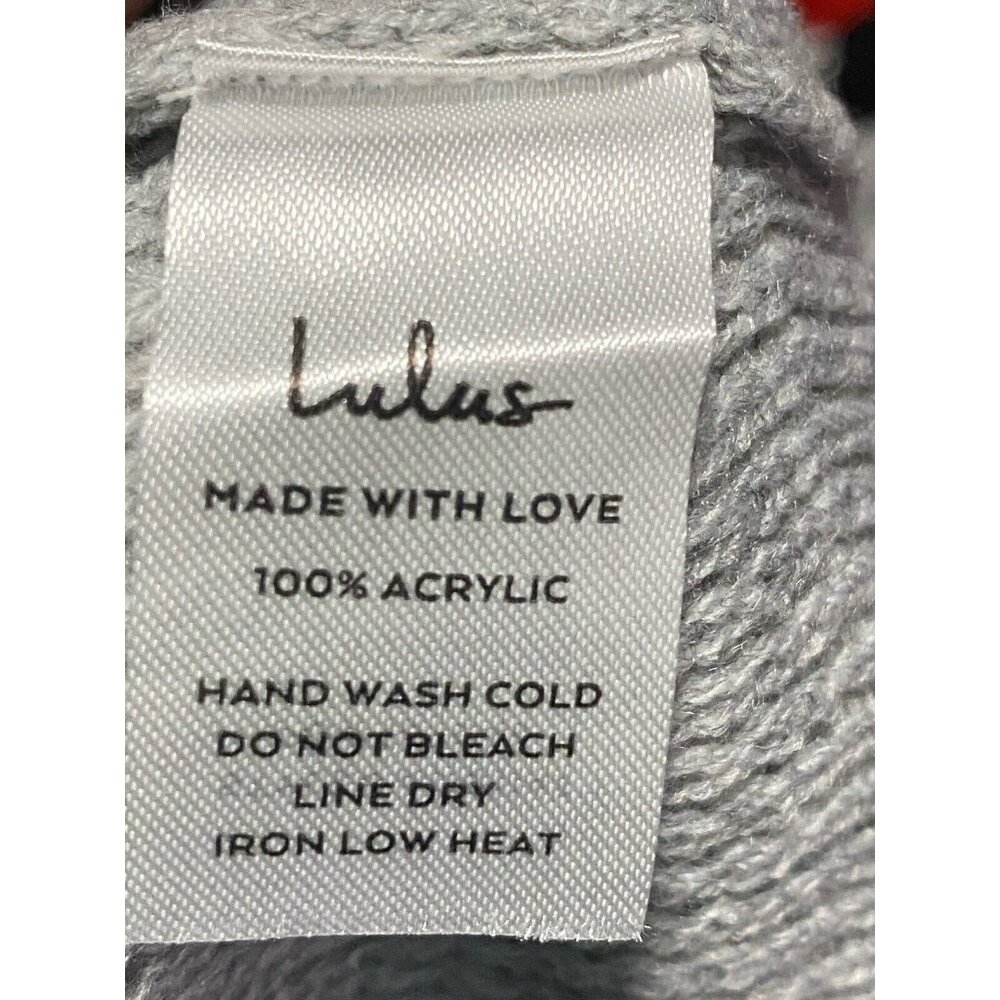 Lulus
MADE WITH LOVE
100% ACRYLIC
HAND WASH COLD
DO NOT BLEACH
LINE DRY
IRON LOW HEAT